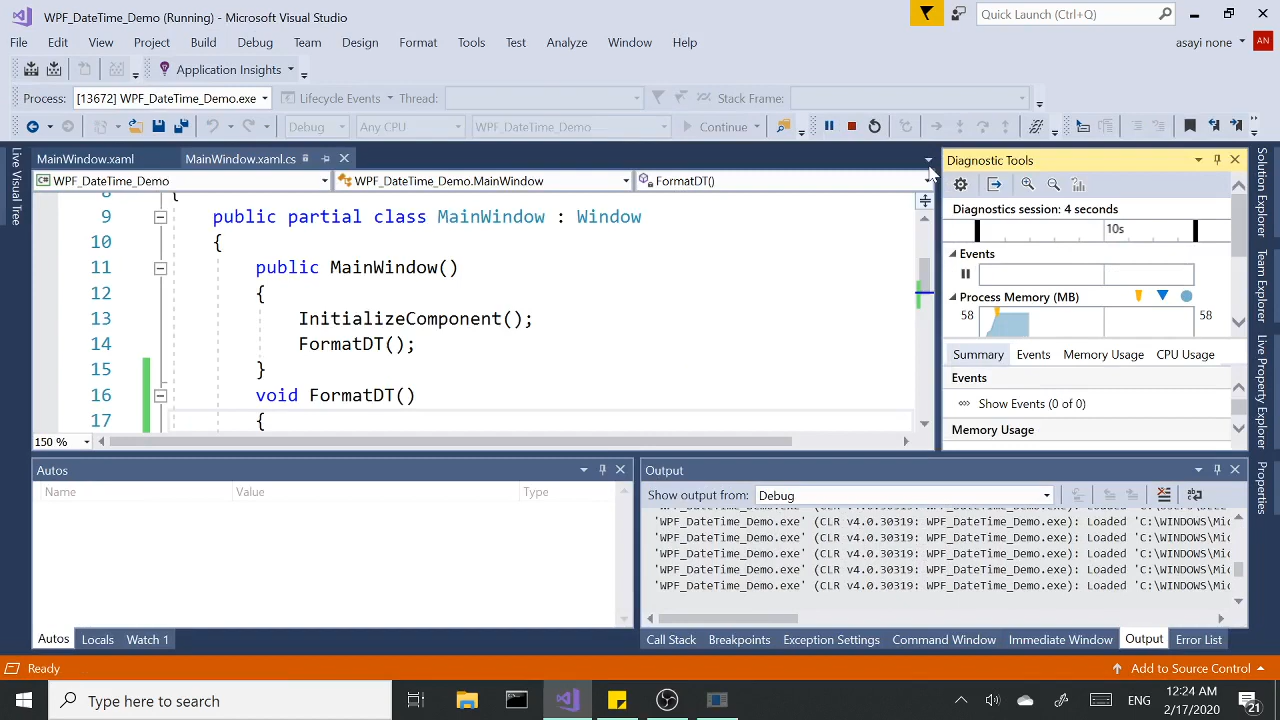 WPF_DateTime_Demo (Running) - Microsoft Visual Studio
Quick Launch (Ctrl+Q)
File Edit View Project Build Debug Team Design Format Tools Test Analyze Window Help
asayi none AN
Application Insights
Process: [13672] WPF_DateTime_Demo.exe Lifecycle Events Thread: Stack Frame:
Debug Any CPU WPF_DateTime_Demo Continue
Live Visual Tree
MainWindow.xaml MainWindow.xaml.cs
WPF_DateTime_Demo WPF_DateTime_Demo.MainWindow FormatDT()
8 {
9 public partial class MainWindow : Window
10 {
11 public MainWindow()
12 {
13 InitializeComponent();
14 FormatDT();
15 }
16 void FormatDT()
17 {
150 %
Diagnostic Tools
Diagnostics session: 4 seconds
10s
Events
Process Memory (MB)
58 58
Summary Events Memory Usage CPU Usage
Events
Show Events (0 of 0)
Memory Usage
Solution Explorer
Team Explorer
Live Property Explorer
Properties
Autos
Name Value Type
Autos Locals Watch 1
Output
Show output from: Debug
'WPF_DateTime_Demo.exe' (CLR v4.0.30319: WPF_DateTime_Demo.exe): Loaded 'C:\WINDOWS\Mic
'WPF_DateTime_Demo.exe' (CLR v4.0.30319: WPF_DateTime_Demo.exe): Loaded 'C:\WINDOWS\Mic
'WPF_DateTime_Demo.exe' (CLR v4.0.30319: WPF_DateTime_Demo.exe): Loaded 'C:\WINDOWS\Mic
'WPF_DateTime_Demo.exe' (CLR v4.0.30319: WPF_DateTime_Demo.exe): Loaded 'C:\WINDOWS\Mic
'WPF_DateTime_Demo.exe' (CLR v4.0.30319: WPF_DateTime_Demo.exe): Loaded 'C:\WINDOWS\Mic
Call Stack Breakpoints Exception Settings Command Window Immediate Window Output Error List
Ready
Add to Source Control
Type here to search
ENG
12:24 AM
2/17/2020
21